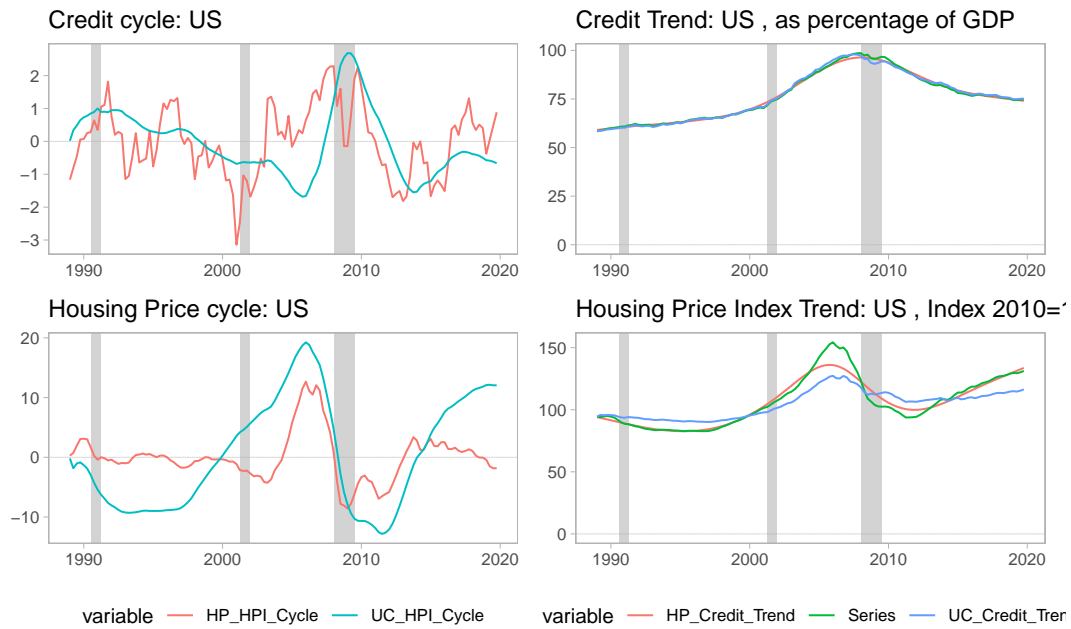 Credit cycle: US
2
1
0
−1
−2
−3
1990 2000 2010 2020
Credit Trend: US , as percentage of GDP
100
75
50
25
0
1990 2000 2010 2020
Housing Price cycle: US
20
10
0
−10
1990 2000 2010 2020
Housing Price Index Trend: US , Index 2010=1
150
100
50
0
1990 2000 2010 2020
variable HP_HPI_Cycle UC_HPI_Cycle
variable HP_Credit_Trend Series UC_Credit_Tren